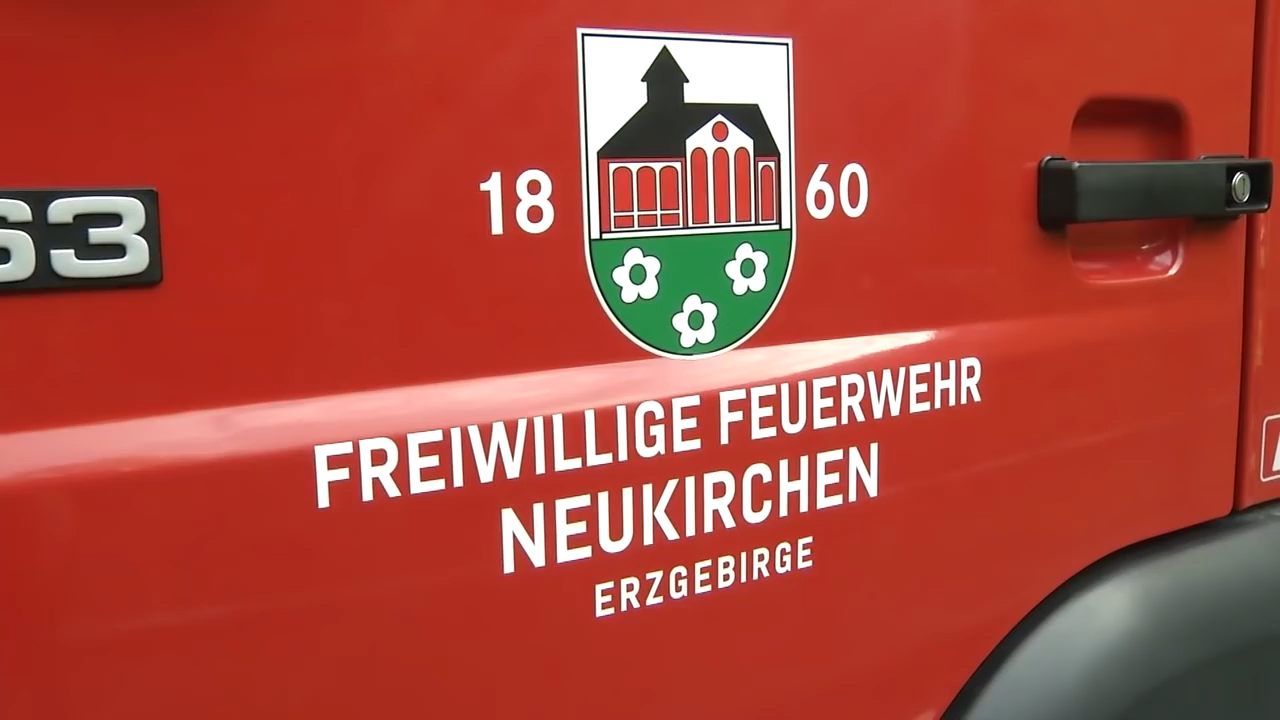 18 60
63
FREIWILLIGE FEUERWEHR
NEUKIRCHEN
ERZGEBIRGE